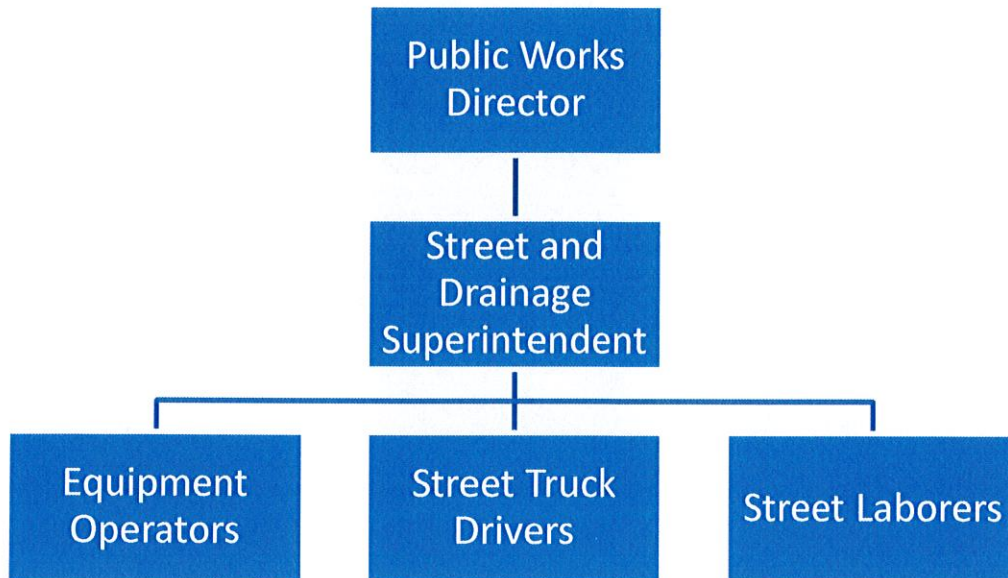 Public Works
Director
Street and
Drainage
Superintendent
Equipment
Operators
Street Truck
Drivers
Street Laborers